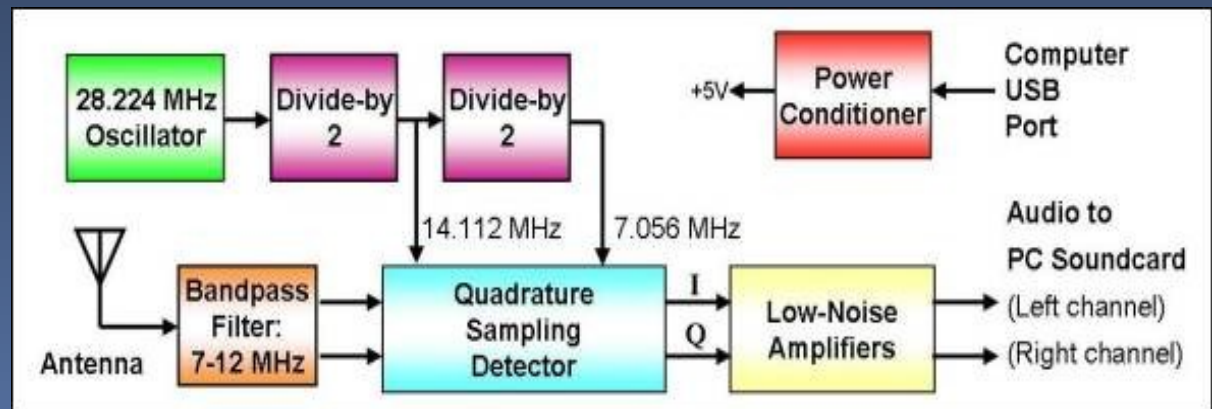 28.224 MHz
Oscillator
Divide-by
2
Divide-by
2
+5V
Power
Conditioner
Computer
USB
Port
14.112 MHz
7.056 MHz
Antenna
Bandpass
Filter:
7-12 MHz
Quadrature
Sampling
Detector
I
Q
Low-Noise
Amplifiers
Audio to
PC Soundcard
(Left channel)
(Right channel)